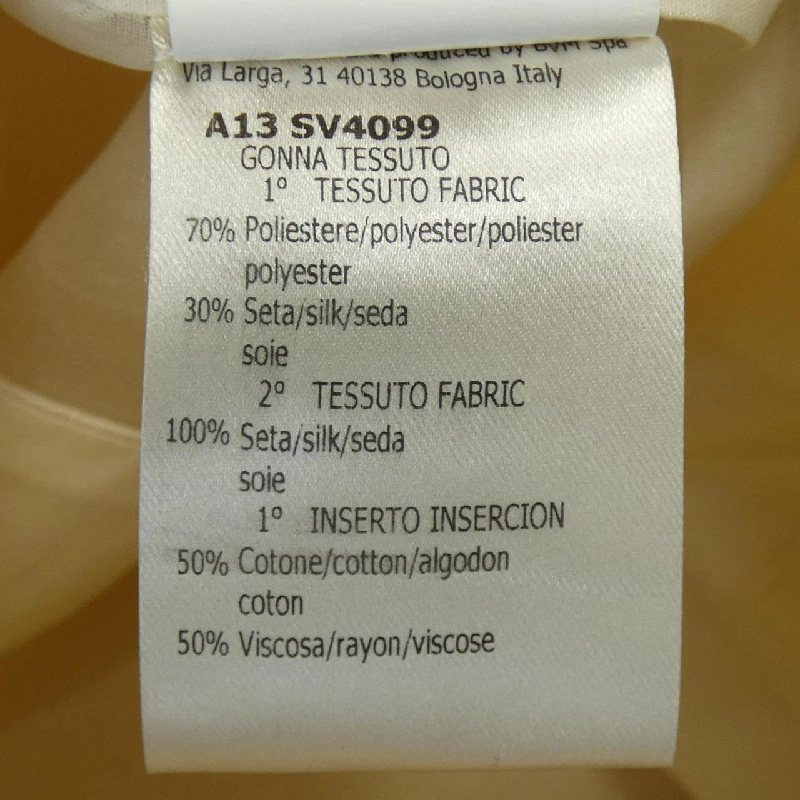 produced by BVM Spa
Via Larga, 31 40138 Bologna Italy
A13 SV4099
GONNA TESSUTO
1° TESSUTO FABRIC
70% Poliestere/polyester/poliester
polyester
30% Seta/silk/seda
soie
2° TESSUTO FABRIC
100% Seta/silk/seda
soie
1° INSERTO INSERCION
50% Cotone/cotton/algodon
coton
50% Viscosa/rayon/viscose